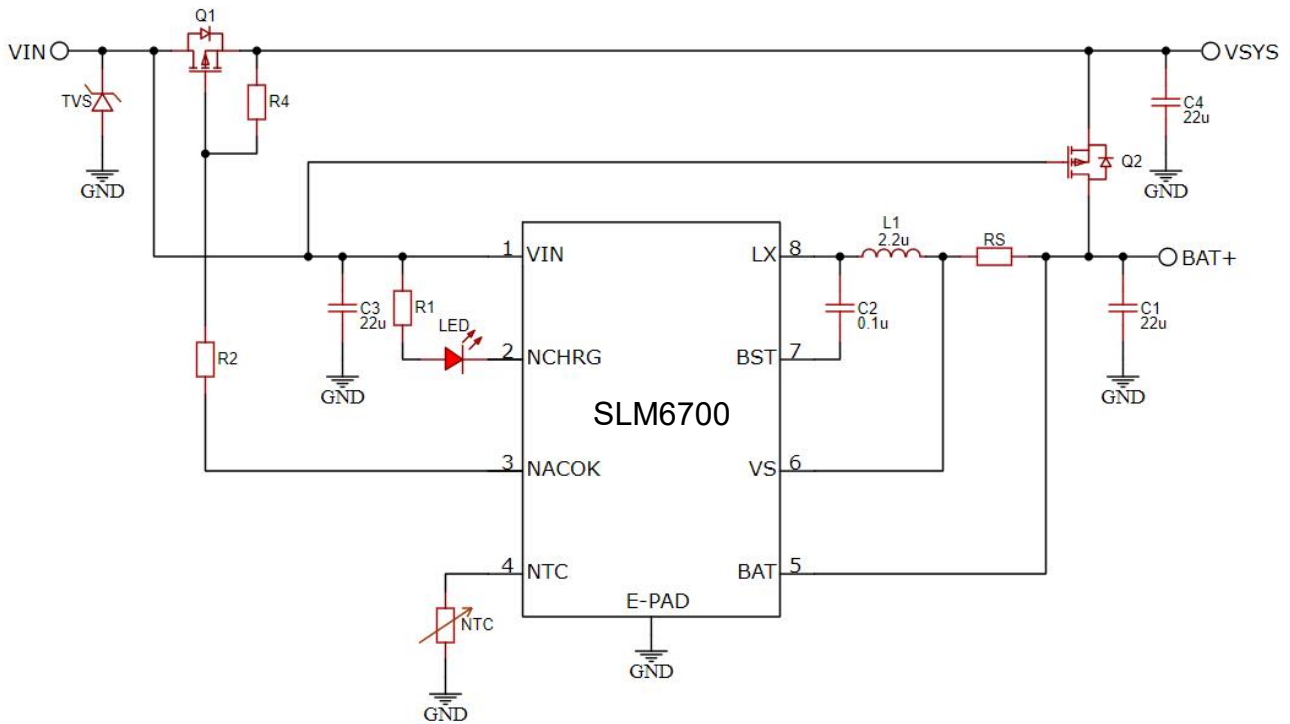 Q1
VIN
VSYS
TVS
R4
C4
22u
GND
Q2
GND
L1
2.2u
RS
1
VIN
LX
8
BAT+
C3
22u
R1
LED
C2
0.1u
C1
22u
R2
2
NCHRG
BST
7
GND
GND
SLM6700
3
NACOK
VS
6
4
NTC
BAT
5
E-PAD
NTC
GND
GND